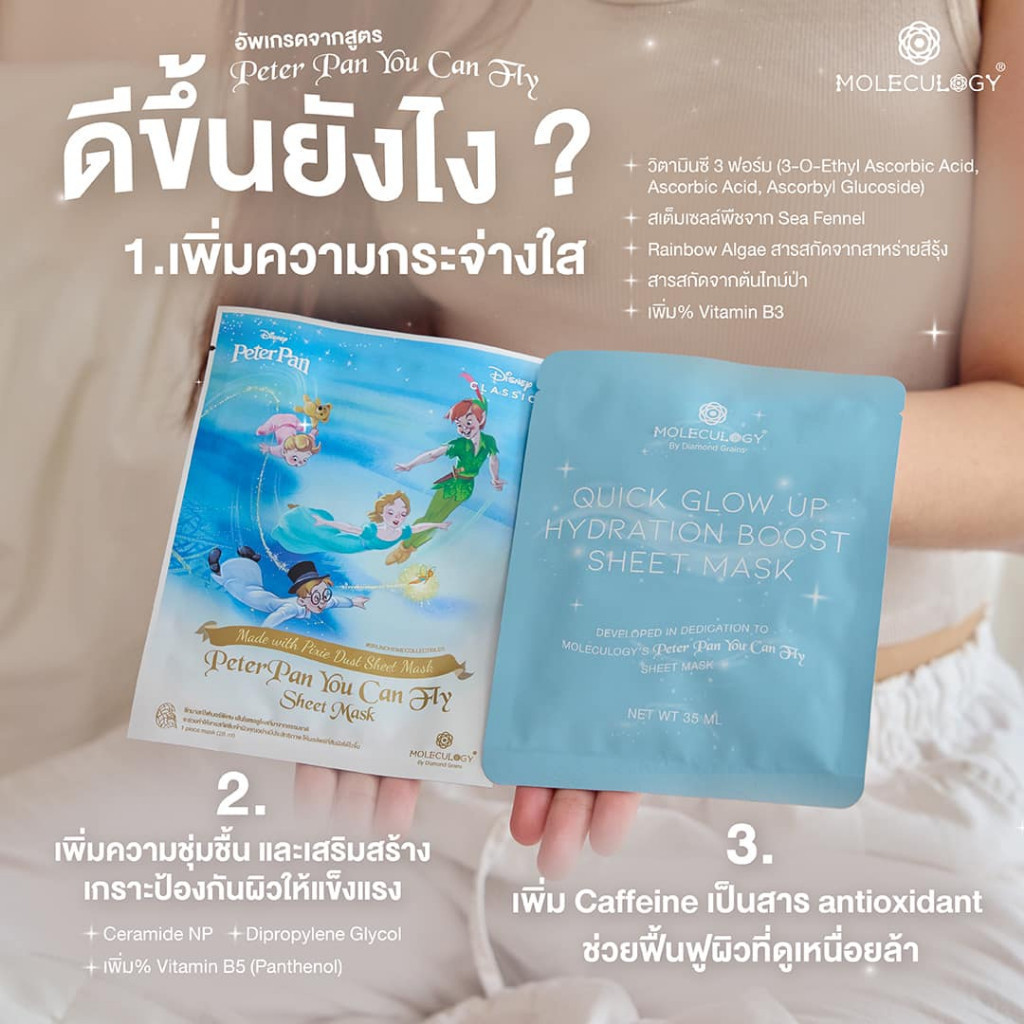 อัพเกรดจากสูตร
Peter Pan You Can Fly
ดีขึ้นยังไง ?
1.เพิ่มความกระจ่างใส
MOLECULOGY®
+ วิตามินซี 3 ฟอร์ม (3-O-Ethyl Ascorbic Acid,
Ascorbic Acid, Ascorbyl Glucoside)
+ สเต็มเซลล์พืชจาก Sea Fennel
+ Rainbow Algae สารสกัดจากสาหร่ายสีรุ้ง
+ สารสกัดจากต้นไทม์ป่า
+ เพิ่ม% Vitamin B3
Disney
Peter Pan
Disney
CLASSIC
Made with Pixie Dust Sheet Mask
Peter Pan You Can Fly
Sheet Mask
1 piece mask (28 ml)
MOLECULOGY®
By Diamond Grains
MOLECULOGY®
By Diamond Grains
QUICK GLOW UP
HYDRATION BOOST
SHEET MASK
DEVELOPED IN DEDICATION TO
MOLECULOGY'S Peter Pan You Can Fly
SHEET MASK
NET WT 35 ML
2.
เพิ่มความชุ่มชื้น และเสริมสร้าง
เกราะป้องกันผิวให้แข็งแรง
+ Ceramide NP + Dipropylene Glycol
+ เพิ่ม% Vitamin B5 (Panthenol)
3.
เพิ่ม Caffeine เป็นสาร antioxidant
ช่วยฟื้นฟูผิวที่ดูเหนื่อยล้า